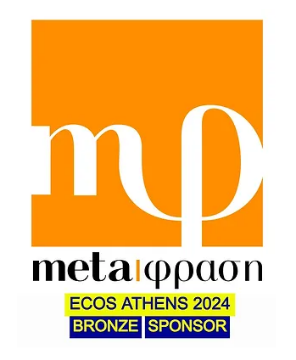 mφ
meta|φραση
ECOS ATHENS 2024
BRONZE SPONSOR